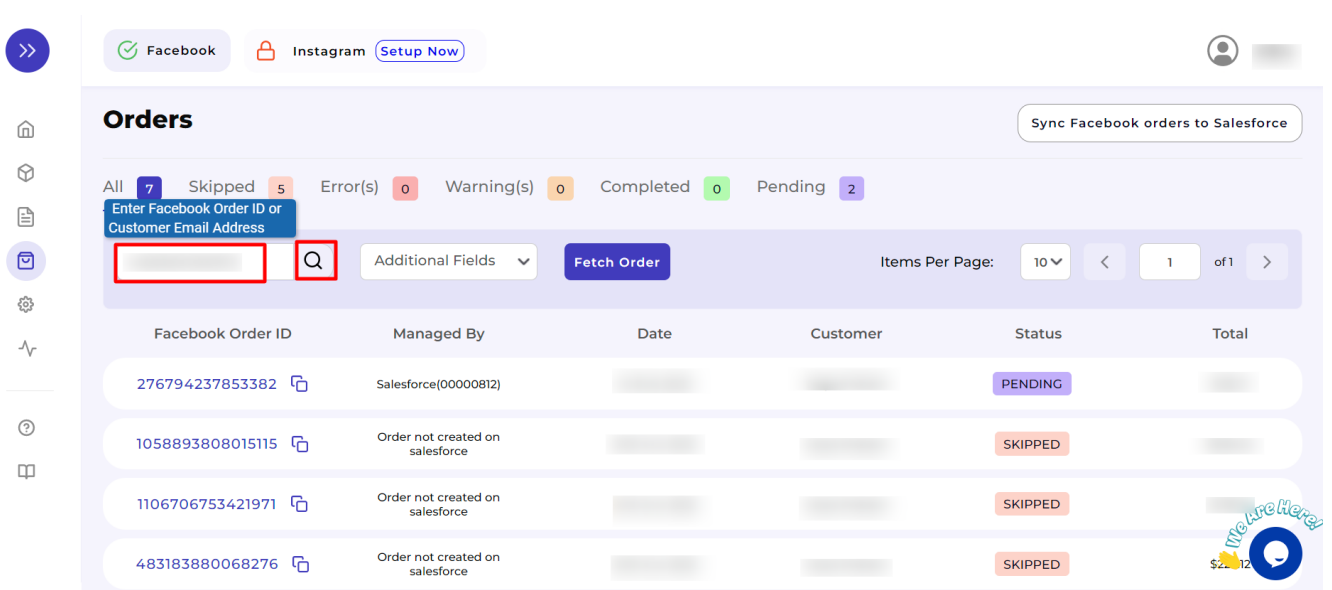 Facebook
Instagram Setup Now
Orders
Sync Facebook orders to Salesforce
All 7 Skipped 5 Error(s) 0 Warning(s) 0 Completed 0 Pending 2
Enter Facebook Order ID or
Customer Email Address
Additional Fields Fetch Order Items Per Page: 10 1 of 1
Facebook Order ID Managed By Date Customer Status Total
276794237853382 Salesforce(00000812) PENDING
1058893808015115 Order not created on
salesforce SKIPPED
1106706753421971 Order not created on
salesforce SKIPPED
We Are Here!
483183880068276 Order not created on
salesforce SKIPPED